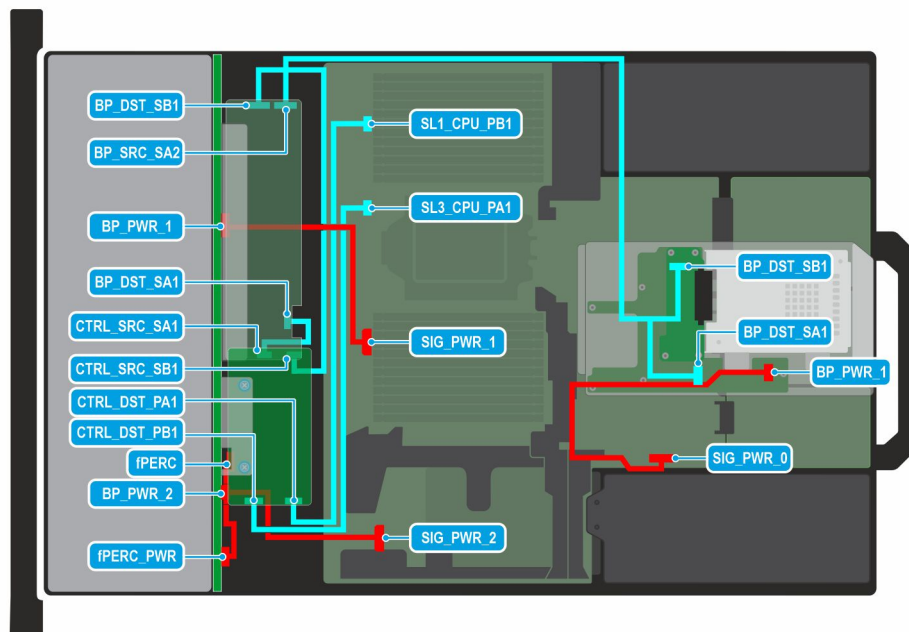 BP_DST_SB1
BP_SRC_SA2
BP_PWR_1
BP_DST_SA1
CTRL_SRC_SA1
CTRL_SRC_SB1
CTRL_DST_PA1
CTRL_DST_PB1
fPERC
BP_PWR_2
fPERC_PWR
SL1_CPU_PB1
SL3_CPU_PA1
SIG_PWR_1
SIG_PWR_2
BP_DST_SB1
BP_DST_SA1
BP_PWR_1
SIG_PWR_0